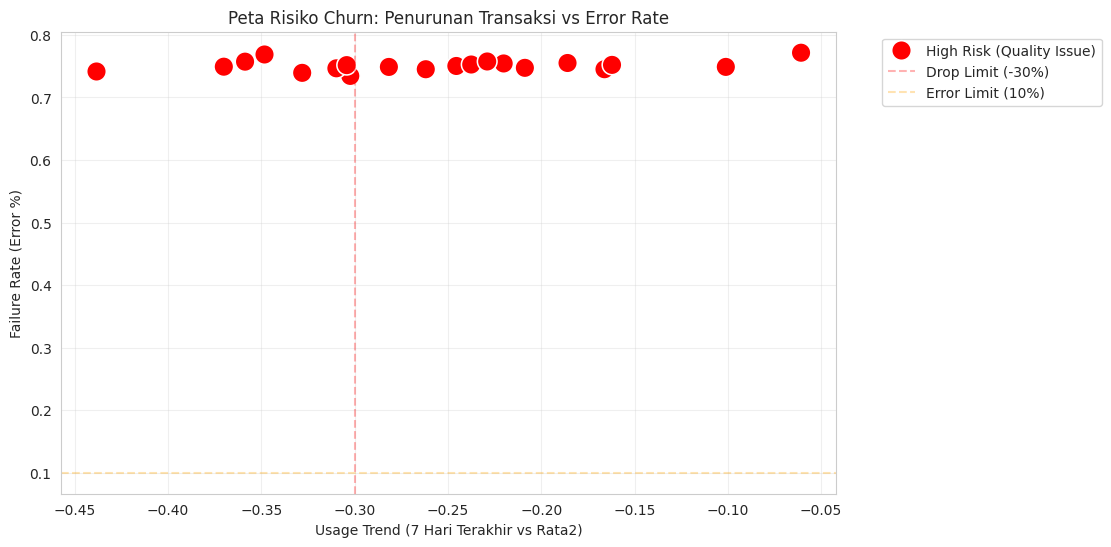 Peta Risiko Churn: Penurunan Transaksi vs Error Rate
High Risk (Quality Issue)
Drop Limit (-30%)
Error Limit (10%)
Failure Rate (Error %)
0.8
0.7
0.6
0.5
0.4
0.3
0.2
0.1
−0.45 −0.40 −0.35 −0.30 −0.25 −0.20 −0.15 −0.10 −0.05
Usage Trend (7 Hari Terakhir vs Rata2)